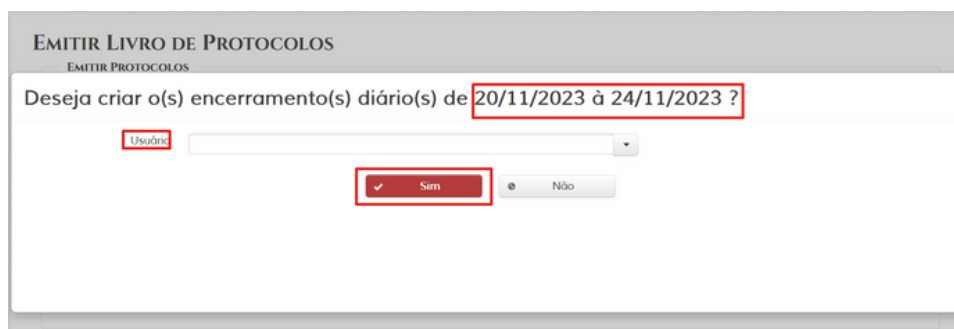 Emitir Livro de Protocolos
Emitir Protocolos
Deseja criar o(s) encerramento(s) diário(s) de 20/11/2023 à 24/11/2023 ?
Usuário
Sim Não